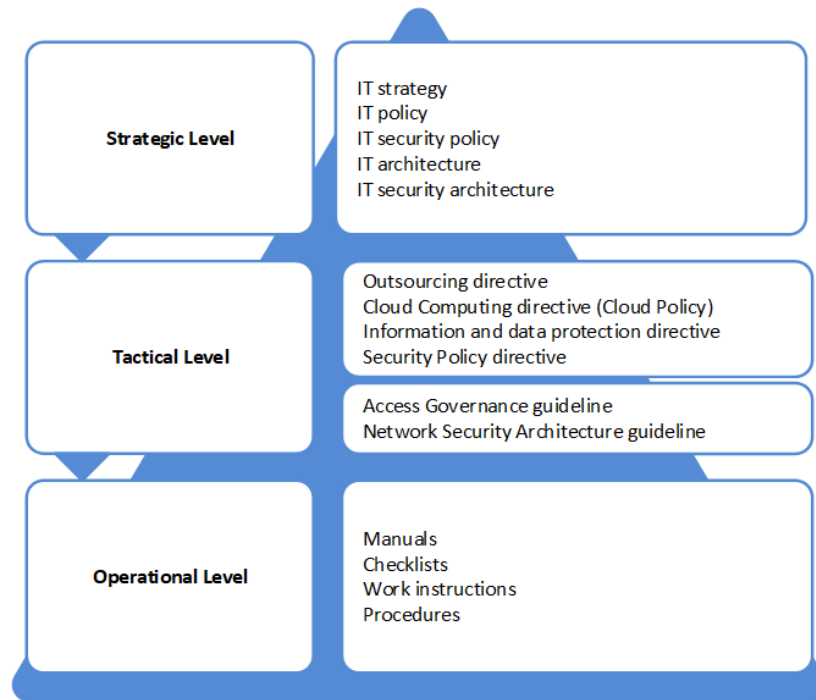 Strategic Level
IT strategy
IT policy
IT security policy
IT architecture
IT security architecture
Tactical Level
Outsourcing directive
Cloud Computing directive (Cloud Policy)
Information and data protection directive
Security Policy directive
Access Governance guideline
Network Security Architecture guideline
Operational Level
Manuals
Checklists
Work instructions
Procedures